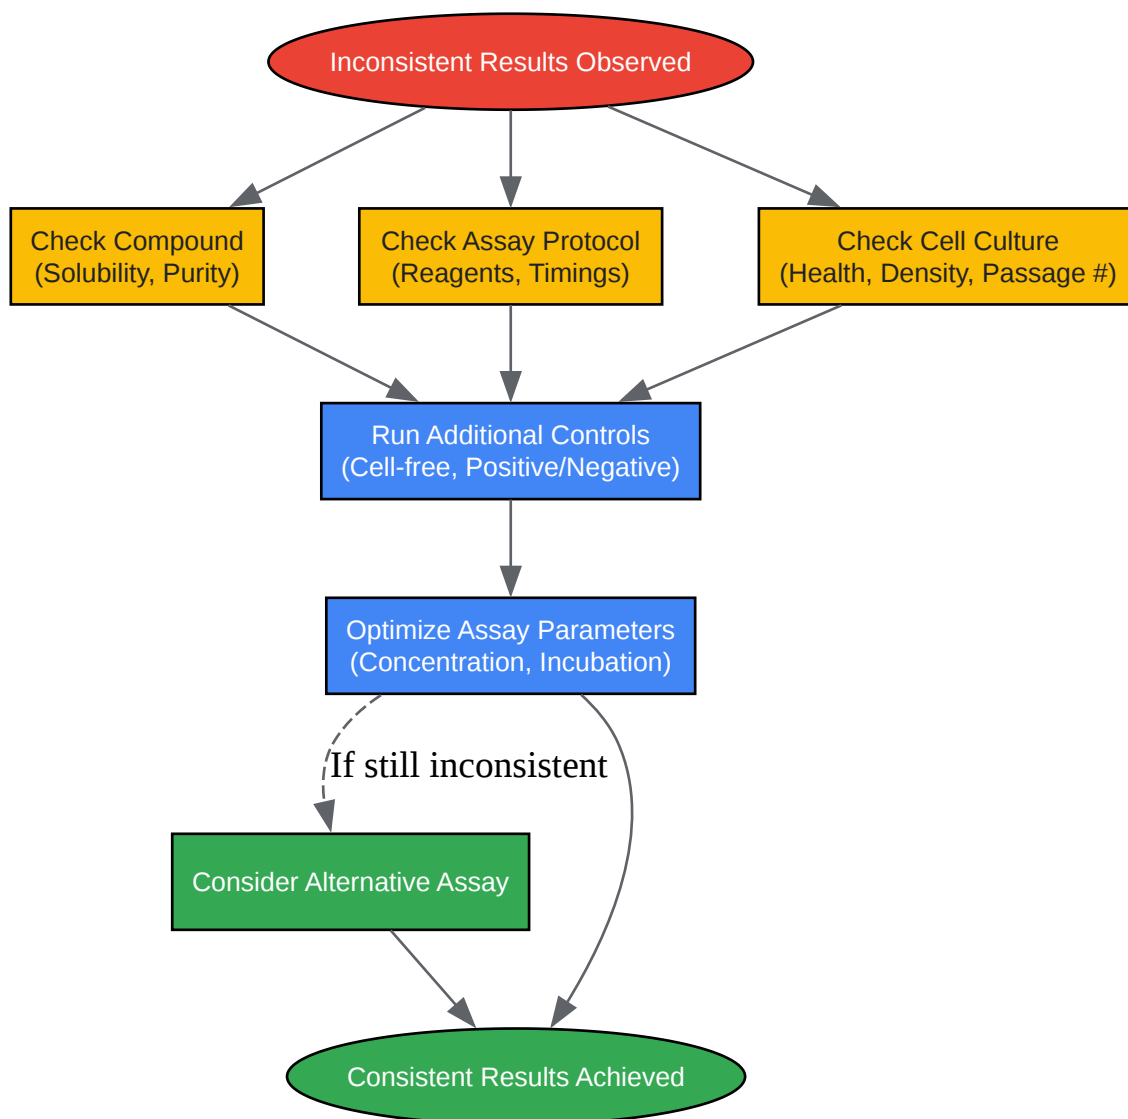 Inconsistent Results Observed
Check Compound
(Solubility, Purity)
Check Assay Protocol
(Reagents, Timings)
Check Cell Culture
(Health, Density, Passage #)
Run Additional Controls
(Cell-free, Positive/Negative)
Optimize Assay Parameters
(Concentration, Incubation)
If still inconsistent
Consider Alternative Assay
Consistent Results Achieved